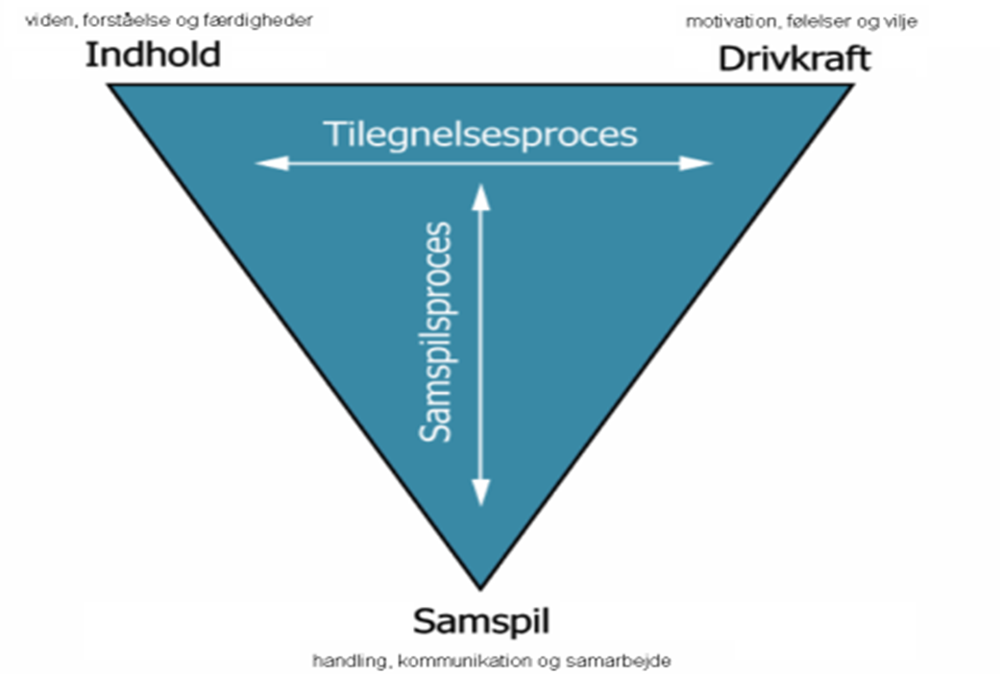 viden, forståelse og færdigheder
motivation, følelser og vilje
Indhold
Drivkraft
Tilegnelsesproces
Samspilsproces
Samspil
handling, kommunikation og samarbejde